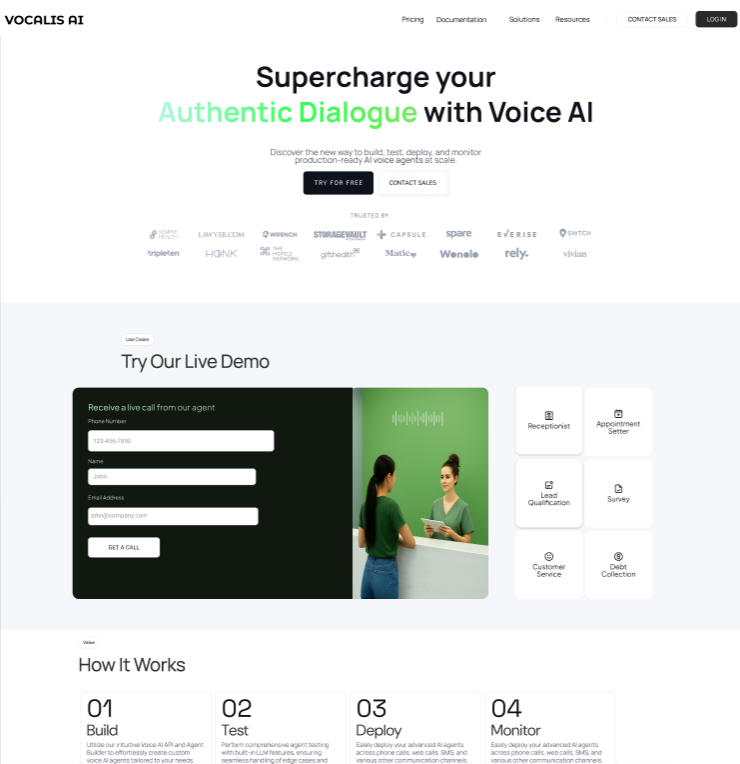 VOCALIS AI
Pricing
Documentation
Solutions
Resources
CONTACT SALES
LOG IN
Supercharge your
Authentic Dialogue with Voice AI
Discover the new way to build, test, deploy, and monitor
production-ready AI voice agents at scale.
TRY FOR FREE
CONTACT SALES
TRUSTED BY
SEMPRE
HEALTH
LAWYER.COM
WRENCH
STORAGEVAULT
CAPSULE
spare
EVERISE
SWTCH
tripleten
HONK
THE
HOTELS
NETWORK
gifthealth
Matic
Wonolo
rely.
vivian
Use Cases
Try Our Live Demo
Receive a live call from our agent
Phone Number
123-456-7890
Name
John
Email Address
john@company.com
GET A CALL
Receptionist
Appointment
Setter
Lead
Qualification
Survey
Customer
Service
Debt
Collection
Value
How It Works
01
Build
Utilize our intuitive Voice AI API and Agent
Builder to effortlessly create custom
voice AI agents tailored to your needs.
02
Test
Perform comprehensive agent testing
with built-in LLM features, ensuring
seamless handling of edge cases and
03
Deploy
Easily deploy your advanced AI agents
across phone calls, web calls, SMS, and
various other communication channels.
04
Monitor
Easily deploy your advanced AI agents
across phone calls, web calls, SMS, and
various other communication channels.